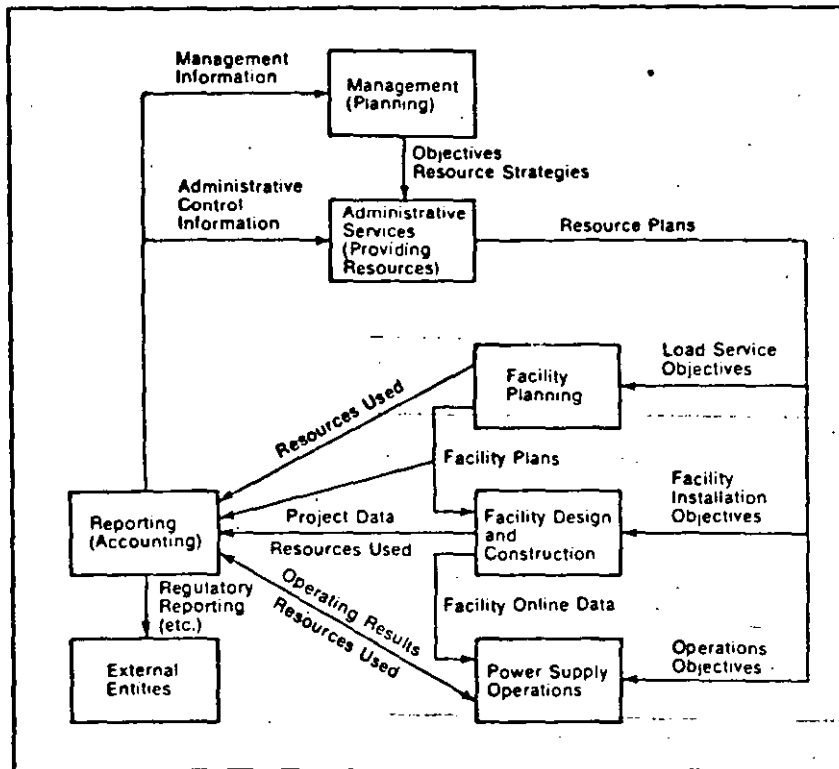 Management
Information
Management
(Planning)
Objectives
Resource Strategies
Administrative
Control
Information
Administrative
Services
(Providing
Resources)
Resource Plans
Load Service
Objectives
Facility
Planning
Resources Used
Facility Plans
Facility
Installation
Objectives
Reporting
(Accounting)
Project Data
Resources Used
Facility Design
and
Construction
Regulatory
Reporting
(etc.)
Operating Results
Resources Used
Facility Online Data
External
Entities
Power Supply
Operations
Operations
Objectives